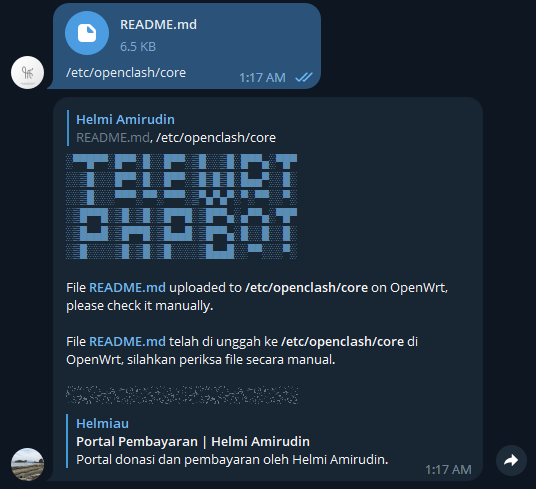 README.md
6.5 KB
/etc/openclash/core
1:17 AM
Helmi Amirudin
README.md, /etc/openclash/core
TELEWRT
PHPBOT
File README.md uploaded to /etc/openclash/core on OpenWrt,
please check it manually.
File README.md telah di unggah ke /etc/openclash/core di
OpenWrt, silahkan periksa file secara manual.
Helmiau
Portal Pembayaran | Helmi Amirudin
Portal donasi dan pembayaran oleh Helmi Amirudin.
1:17 AM